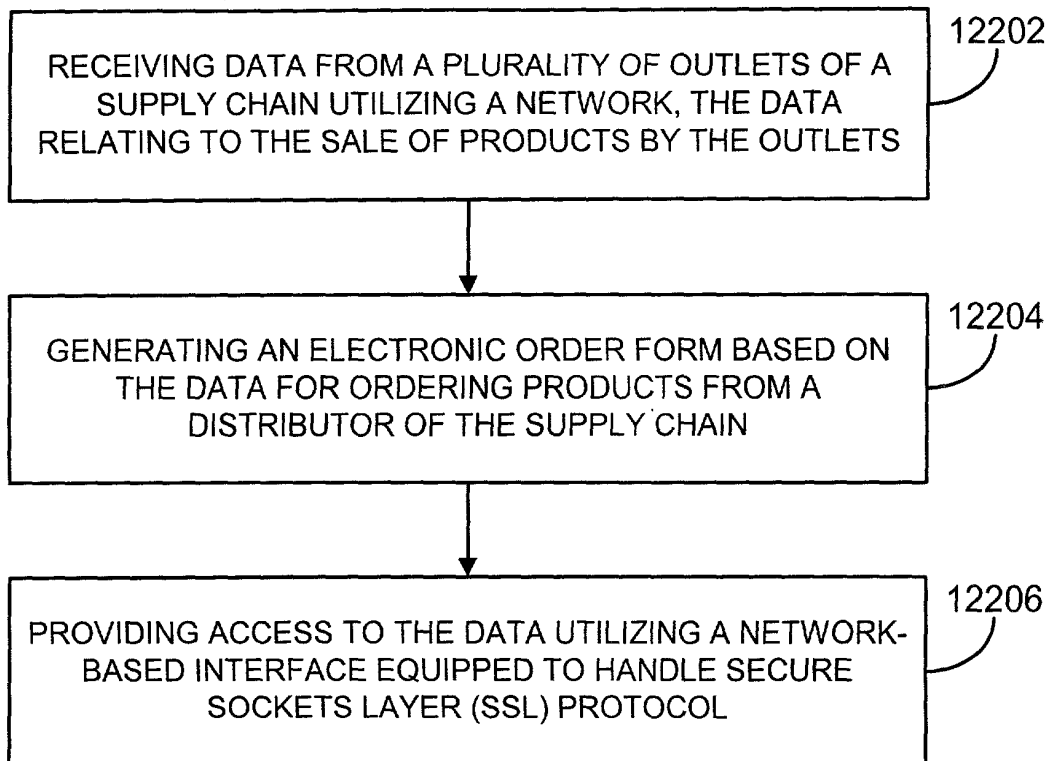 12202
RECEIVING DATA FROM A PLURALITY OF OUTLETS OF A
SUPPLY CHAIN UTILIZING A NETWORK, THE DATA
RELATING TO THE SALE OF PRODUCTS BY THE OUTLETS
12204
GENERATING AN ELECTRONIC ORDER FORM BASED ON
THE DATA FOR ORDERING PRODUCTS FROM A
DISTRIBUTOR OF THE SUPPLY CHAIN
12206
PROVIDING ACCESS TO THE DATA UTILIZING A NETWORK-
BASED INTERFACE EQUIPPED TO HANDLE SECURE
SOCKETS LAYER (SSL) PROTOCOL